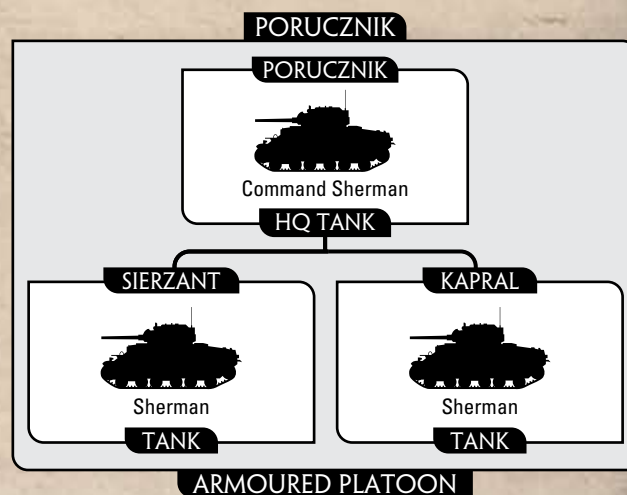 PORUCZNIK
PORUCZNIK
Command Sherman
HQ TANK
SIERZANT
Sherman
TANK
KAPRAL
Sherman
TANK
ARMOURED PLATOON